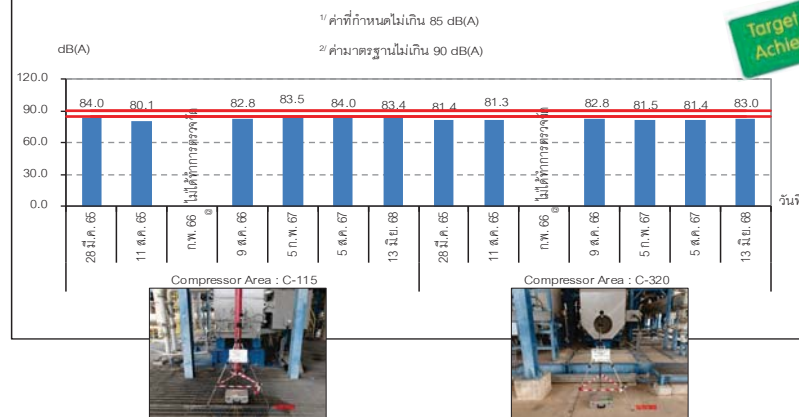 1/ ค่าที่กำหนดไม่เกิน 85 dB(A)
2/ ค่ามาตรฐานไม่เกิน 90 dB(A)
Target
Achie
dB(A)
120.0
90.0
60.0
30.0
0.0
84.0 80.1 ไม่ได้ทำการตรวจวัด @ 82.8 83.5 84.0 83.4 81.4 81.3 ไม่ได้ทำการตรวจวัด @ 82.8 81.5 81.4 83.0
วันที่
28 มี.ค. 65 11 ส.ค. 65 ก.พ. 66 9 ส.ค. 66 5 ก.พ. 67 5 ส.ค. 67 13 มิ.ย. 68 28 มี.ค. 65 11 ส.ค. 65 ก.พ. 66 9 ส.ค. 66 5 ก.พ. 67 5 ส.ค. 67 13 มิ.ย. 68
Compressor Area : C-115 Compressor Area : C-320